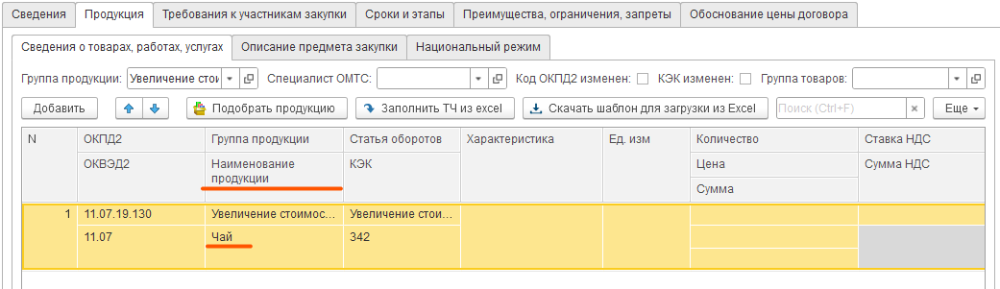 Сведения Продукция Требования к участникам закупки Сроки и этапы Преимущества, ограничения, запреты Обоснование цены договора
Сведения о товарах, работах, услугах Описание предмета закупки Национальный режим
Группа продукции: Увеличение стои Специалист ОМТС: Код ОКПД2 изменен: КЭК изменен: Группа товаров:
Добавить Подобрать продукцию Заполнить ТЧ из excel Скачать шаблон для загрузки из Excel Поиск (Ctrl+F) × Еще
N ОКПД2 Группа продукции Статья оборотов Характеристика Ед. изм Количество Ставка НДС
ОКВЭД2 Наименование продукции КЭК Цена Сумма НДС
Сумма
1 11.07.19.130 Увеличение стоимос... Увеличение стои...
11.07 Чай 342